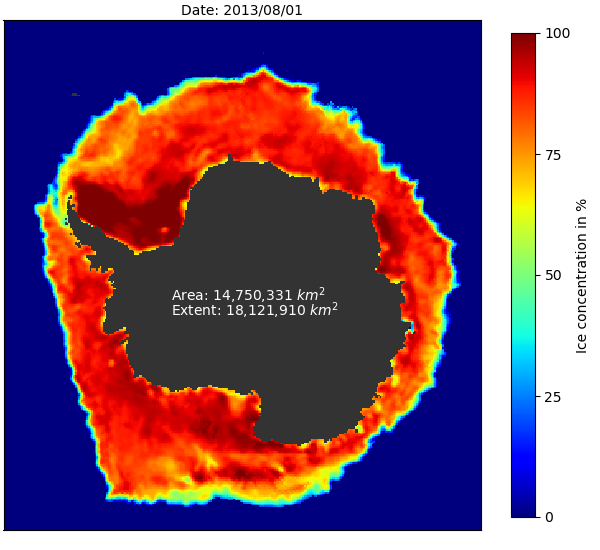 Date: 2013/08/01
Area: 14,750,331 km²
Extent: 18,121,910 km²
100
75
50
25
0
Ice concentration in %